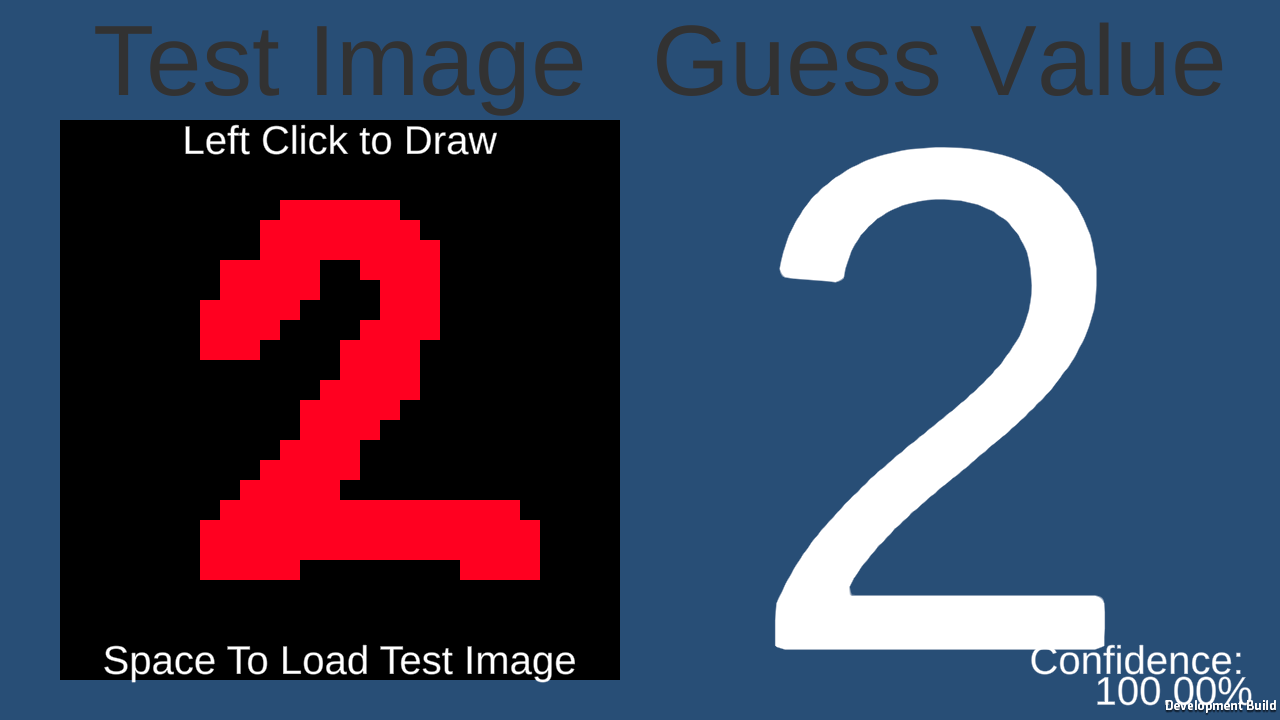 Test Image
Guess Value
Left Click to Draw
2
2
Space To Load Test Image
Confidence:
100.00%
Development Build